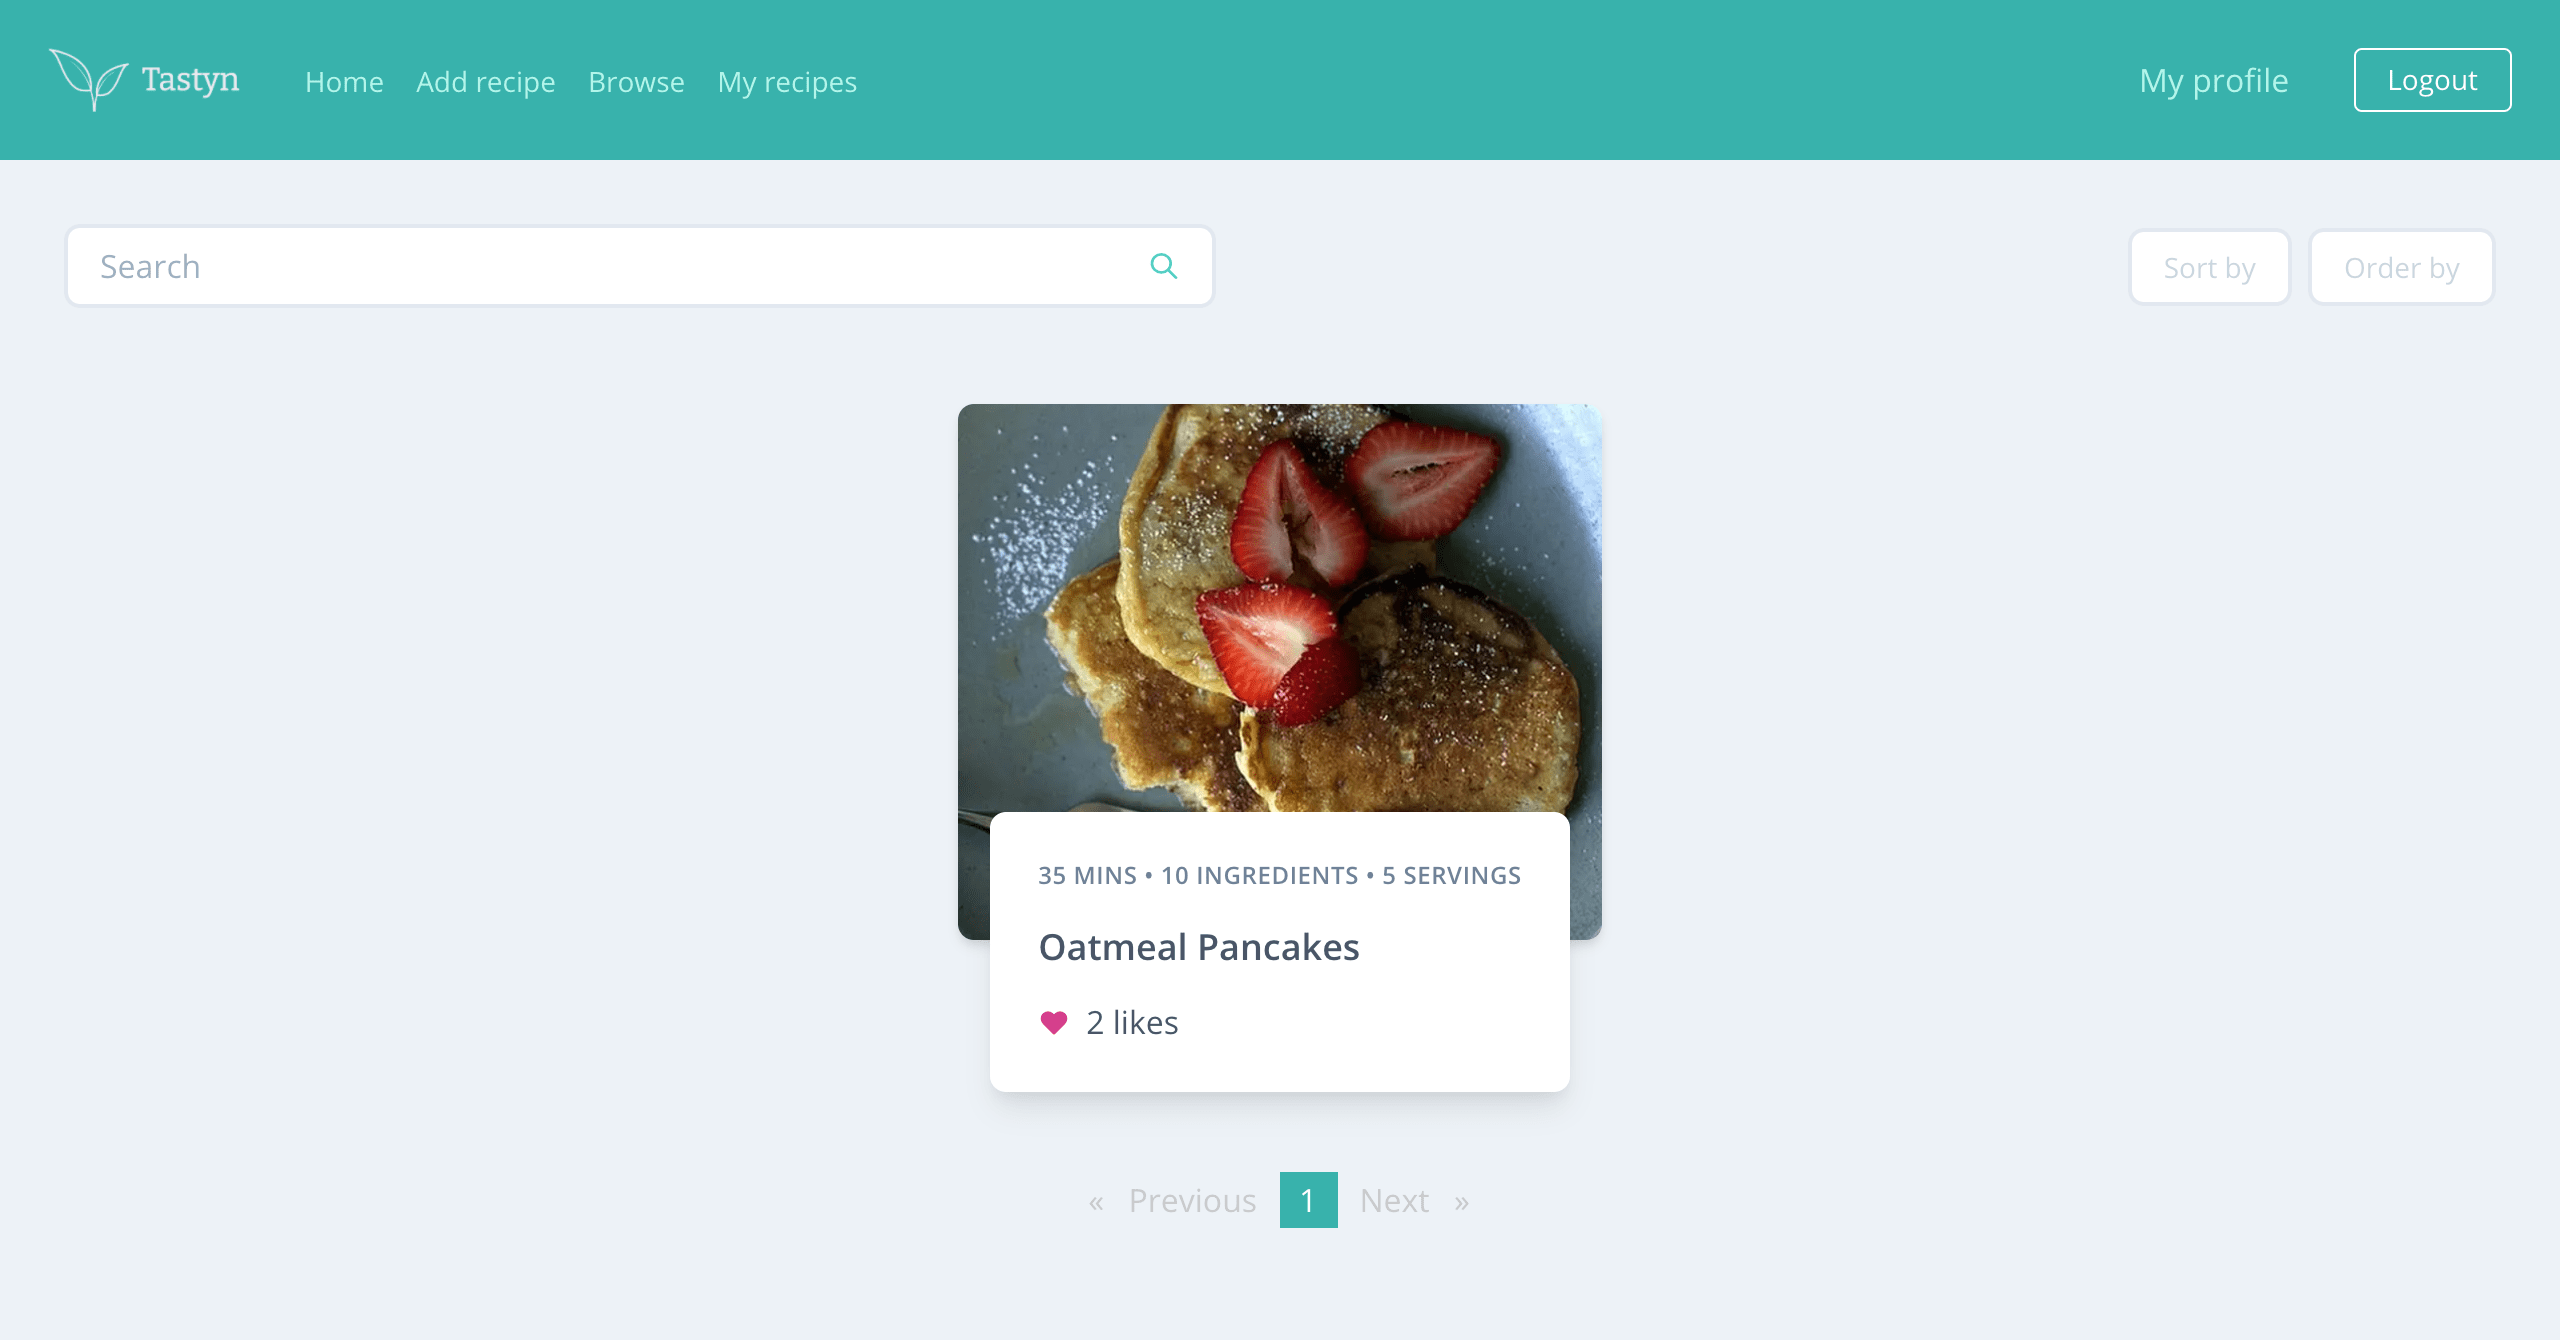 Tastyn Home Add recipe Browse My recipes My profile Logout
Search Sort by Order by
35 MINS • 10 INGREDIENTS • 5 SERVINGS
Oatmeal Pancakes
2 likes
« Previous 1 Next »